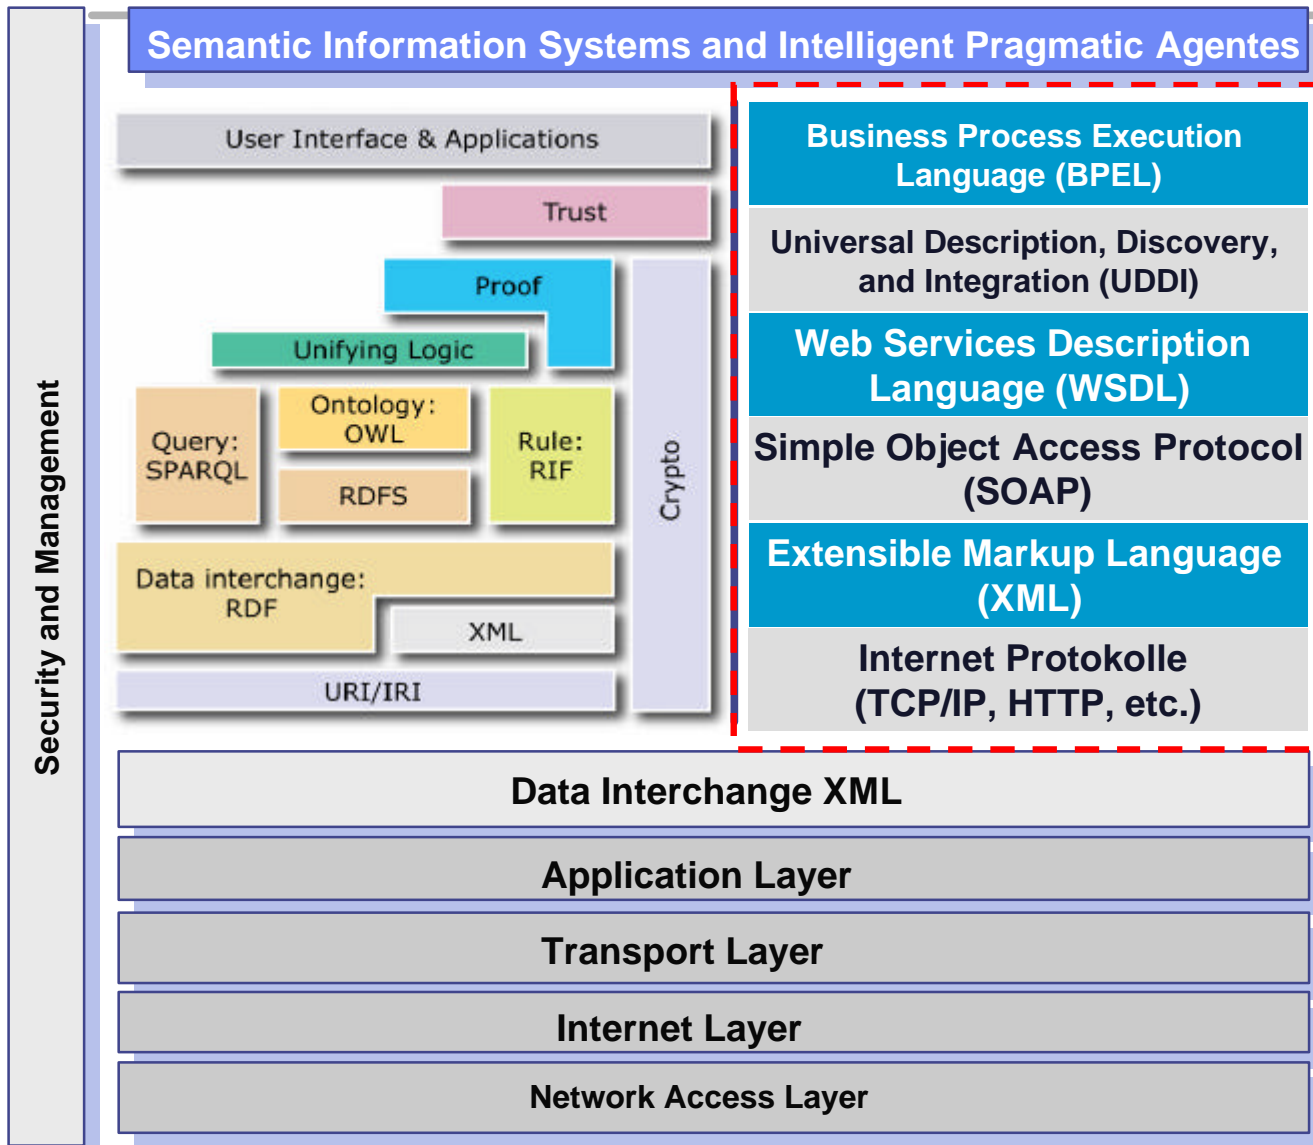 Semantic Information Systems and Intelligent Pragmatic Agentes
Security and Management
User Interface & Applications
Trust
Proof
Unifying Logic
Query:
SPARQL
Ontology:
OWL
RDFS
Rule:
RIF
Crypto
Data interchange:
RDF
XML
URI/IRI
Business Process Execution
Language (BPEL)
Universal Description, Discovery,
and Integration (UDDI)
Web Services Description
Language (WSDL)
Simple Object Access Protocol
(SOAP)
Extensible Markup Language
(XML)
Internet Protokolle
(TCP/IP, HTTP, etc.)
Data Interchange XML
Application Layer
Transport Layer
Internet Layer
Network Access Layer